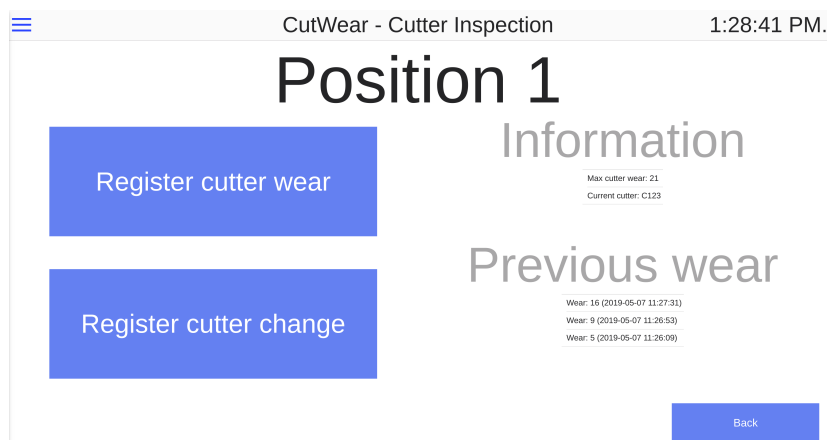 CutWear - Cutter Inspection
1:28:41 PM.
Position 1
Register cutter wear
Register cutter change
Information
Max cutter wear: 21
Current cutter: C123
Previous wear
Wear: 16 (2019-05-07 11:27:31)
Wear: 9 (2019-05-07 11:26:53)
Wear: 5 (2019-05-07 11:26:09)
Back